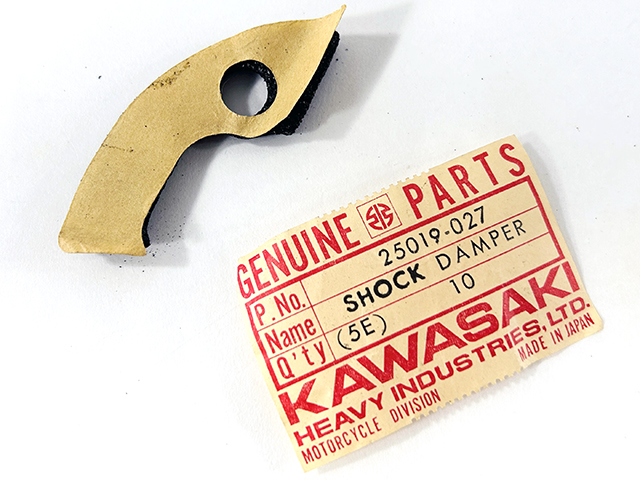 GENUINE PARTS
P.No. 25019-027
Name SHOCK DAMPER
Q'ty (5E) 10
KAWASAKI
HEAVY INDUSTRIES, LTD.
MOTORCYCLE DIVISION MADE IN JAPAN